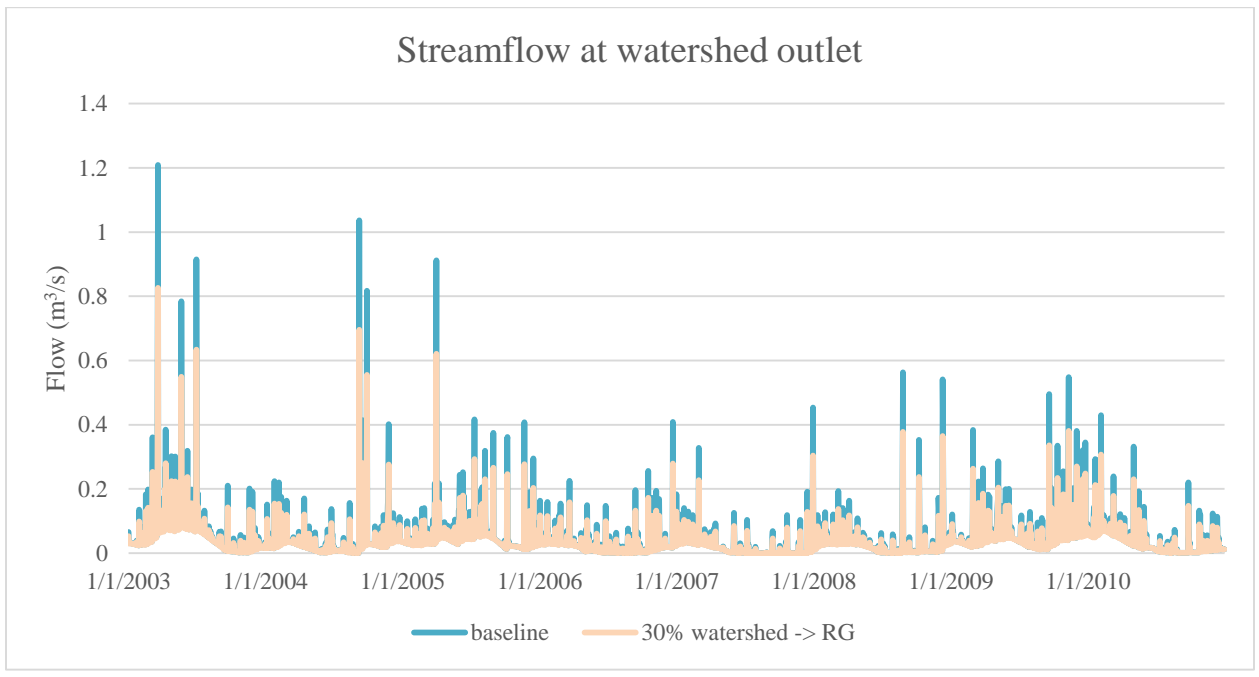 Streamflow at watershed outlet
Flow (m³/s)
1.4
1.2
1
0.8
0.6
0.4
0.2
0
1/1/2003 1/1/2004 1/1/2005 1/1/2006 1/1/2007 1/1/2008 1/1/2009 1/1/2010
baseline 30% watershed -> RG